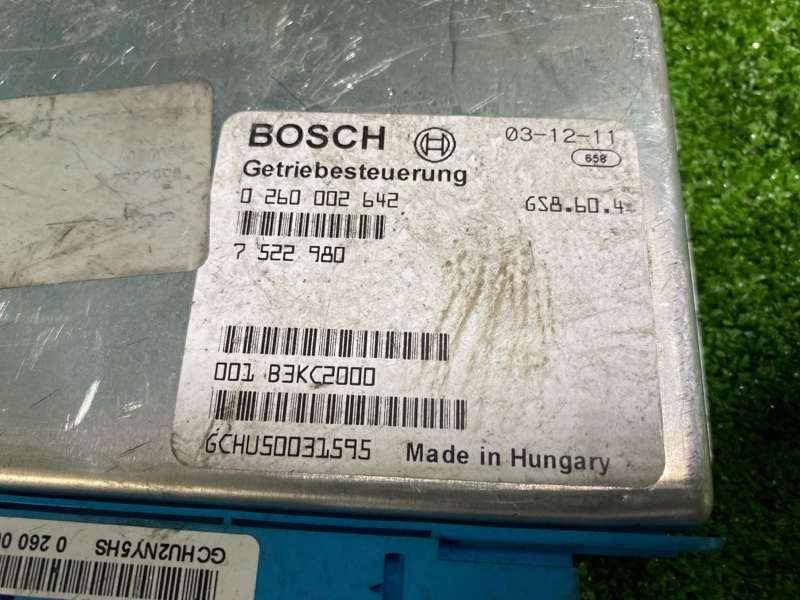 BOSCH 03-12-11
658
Getriebesteuerung
0 260 002 642 GS8.60.4
7 522 980
001 B3KC2000
GCHU50031595 Made in Hungary
GCHU2NY5HS
0 260 00